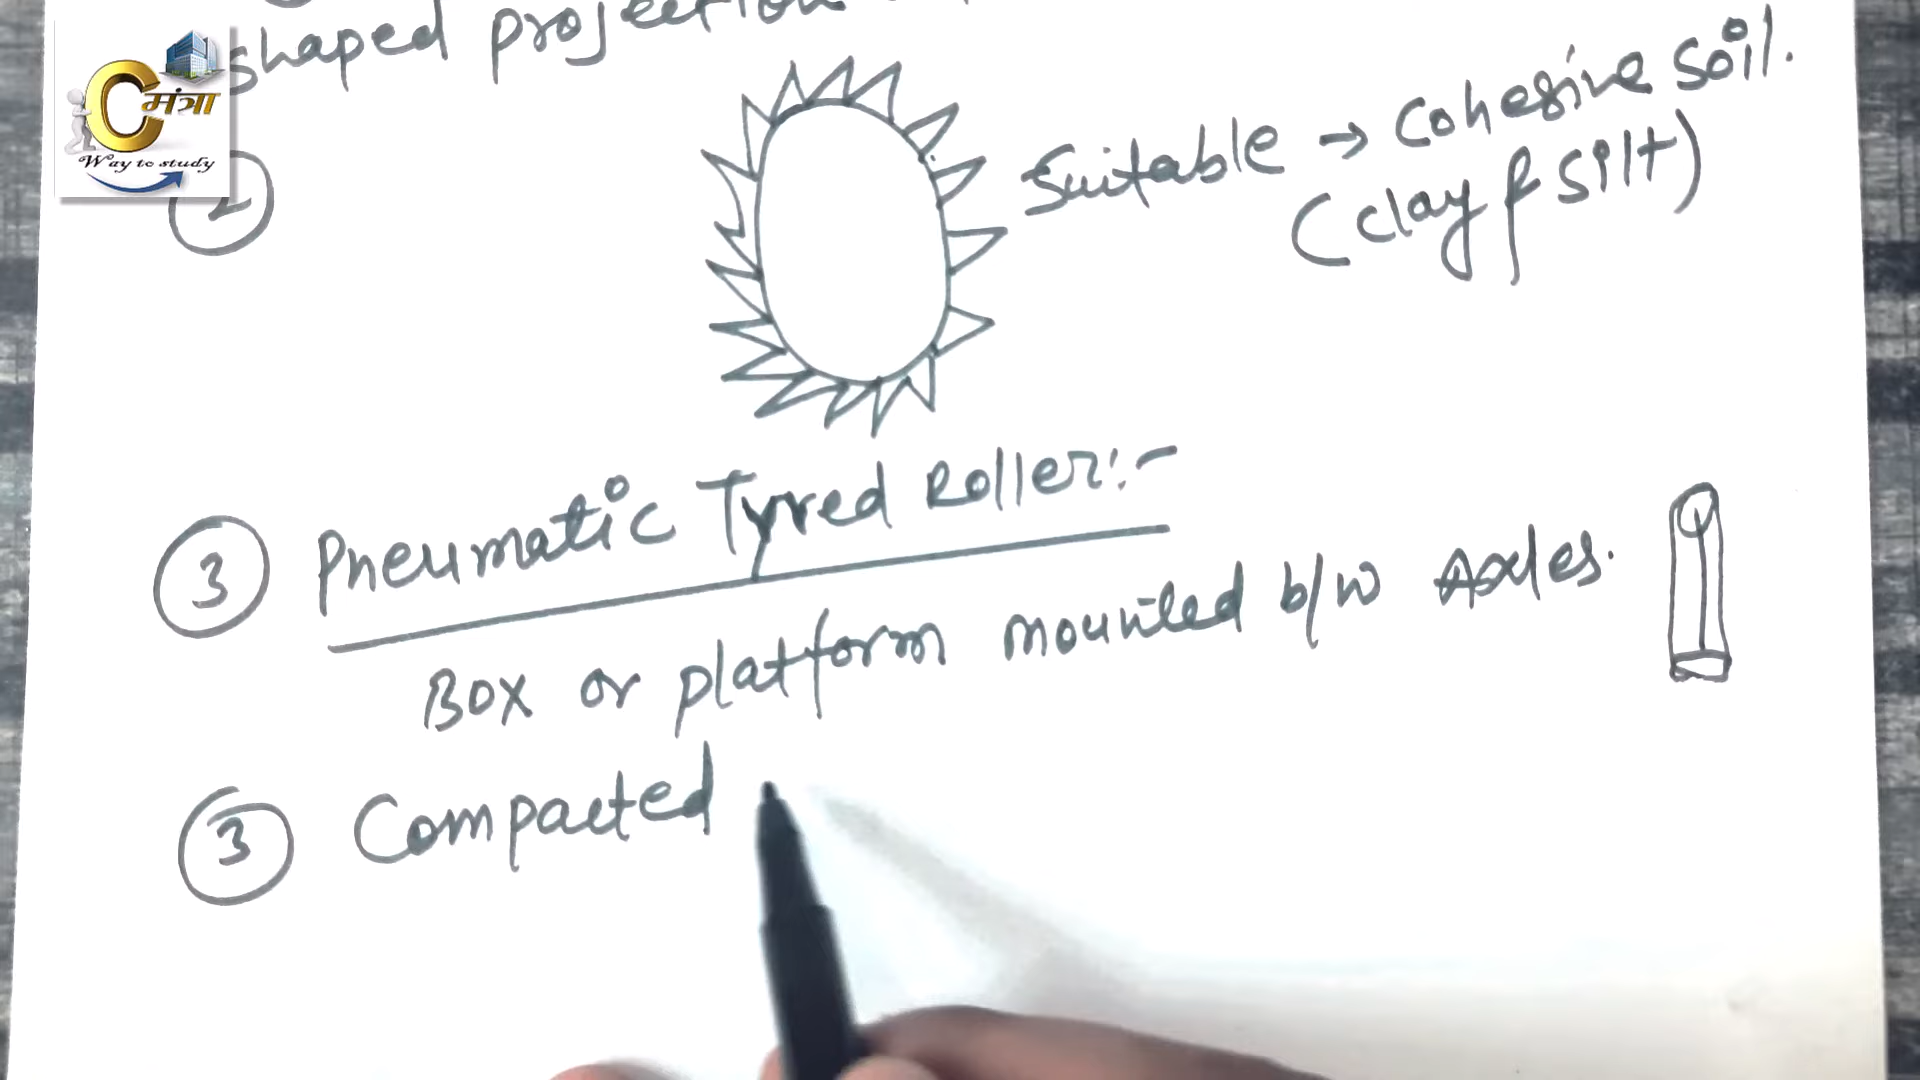 shaped projection
C मंत्रा
Way to study
2
Suitable → Cohesive soil.
(clay & silt)
3 Pneumatic Tyred Roller:-
Box or platform mounted b/w Axles.
3 Compacted